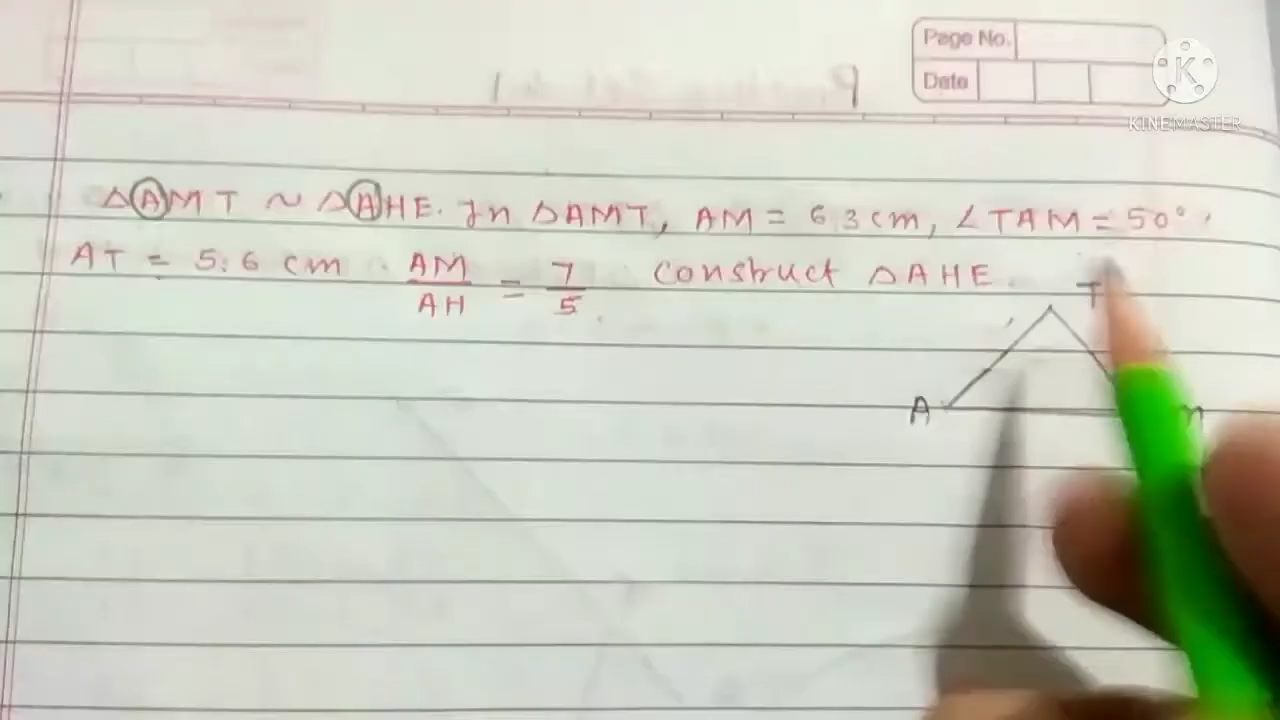 Page No.
Date
K
KINEMASTER
△AMT ~ △AHE. In △AMT, AM = 6.3 cm, ∠TAM = 50°.
AT = 5.6 cm. AM/AH = 7/5. construct △AHE.
T
A
M